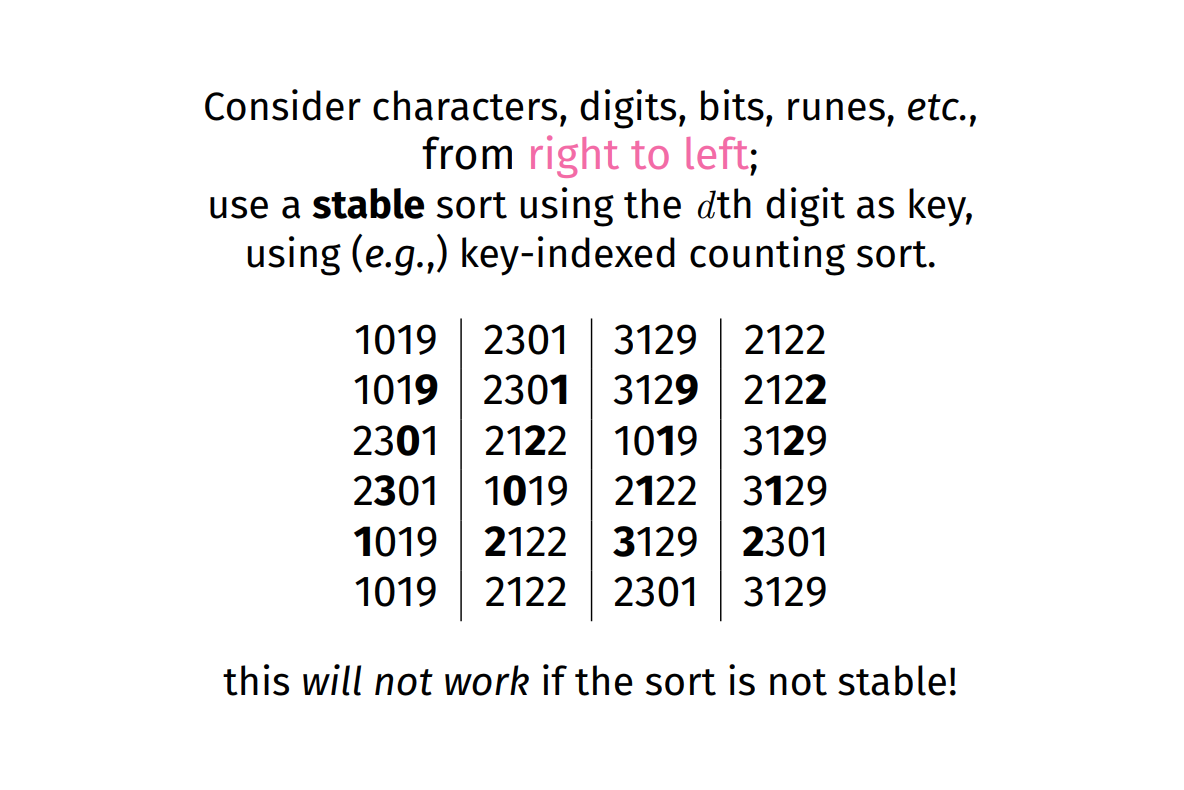 Consider characters, digits, bits, runes, etc.,
from right to left;
use a stable sort using the dth digit as key,
using (e.g.,) key-indexed counting sort.
1019 2301 3129 2122
1019 2301 3129 2122
2301 2122 1019 3129
2301 1019 2122 3129
1019 2122 3129 2301
1019 2122 2301 3129
this will not work if the sort is not stable!